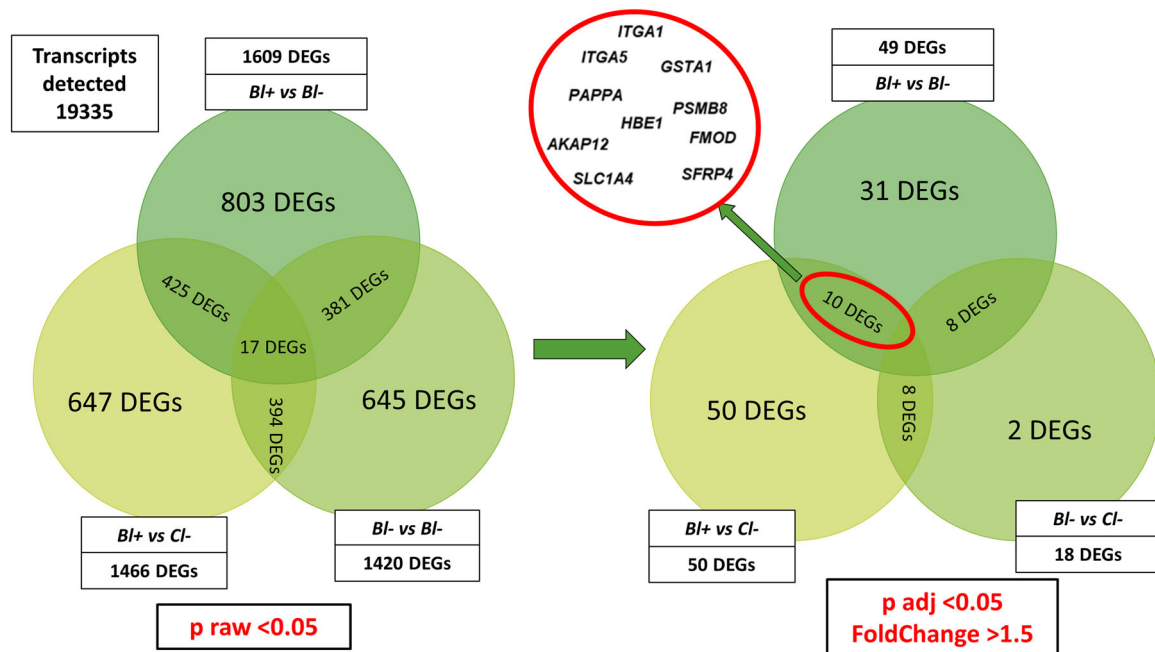 Transcripts
detected
19335
1609 DEGs
Bl+ vs Bl-
803 DEGs
425 DEGs
381 DEGs
17 DEGs
647 DEGs
394 DEGs
645 DEGs
Bl+ vs Cl-
1466 DEGs
Bl- vs Bl-
1420 DEGs
p raw <0.05
ITGA1
ITGA5
GSTA1
PAPPA
PSMB8
HBE1
FMOD
AKAP12
SLC1A4
SFRP4
49 DEGs
Bl+ vs Bl-
31 DEGs
10 DEGs
8 DEGs
50 DEGs
8 DEGs
2 DEGs
Bl+ vs Cl-
50 DEGs
Bl- vs Cl-
18 DEGs
p adj <0.05
FoldChange >1.5